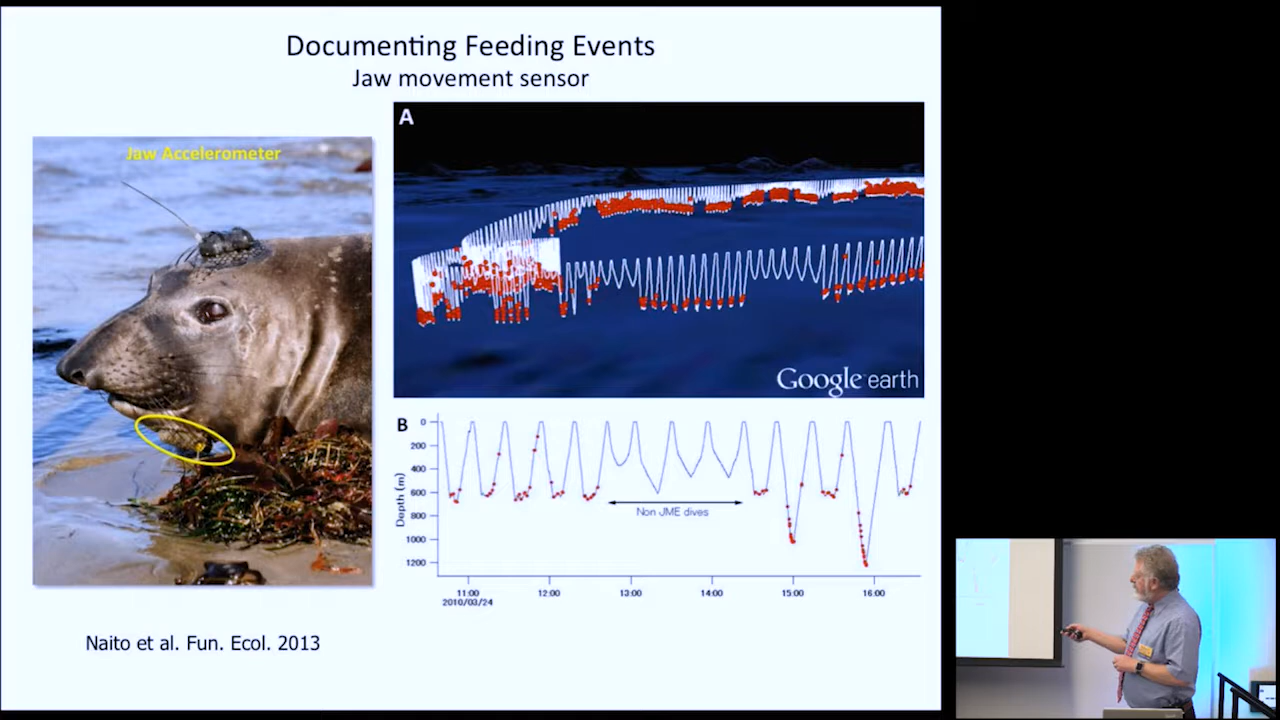 Documenting Feeding Events
Jaw movement sensor
Jaw Accelerometer
A
Google earth
B
0
200
400
600
800
1000
1200
Depth (m)
Non JME dives
11:00 12:00 13:00 14:00 15:00 16:00
2010/03/24
Naito et al. Fun. Ecol. 2013